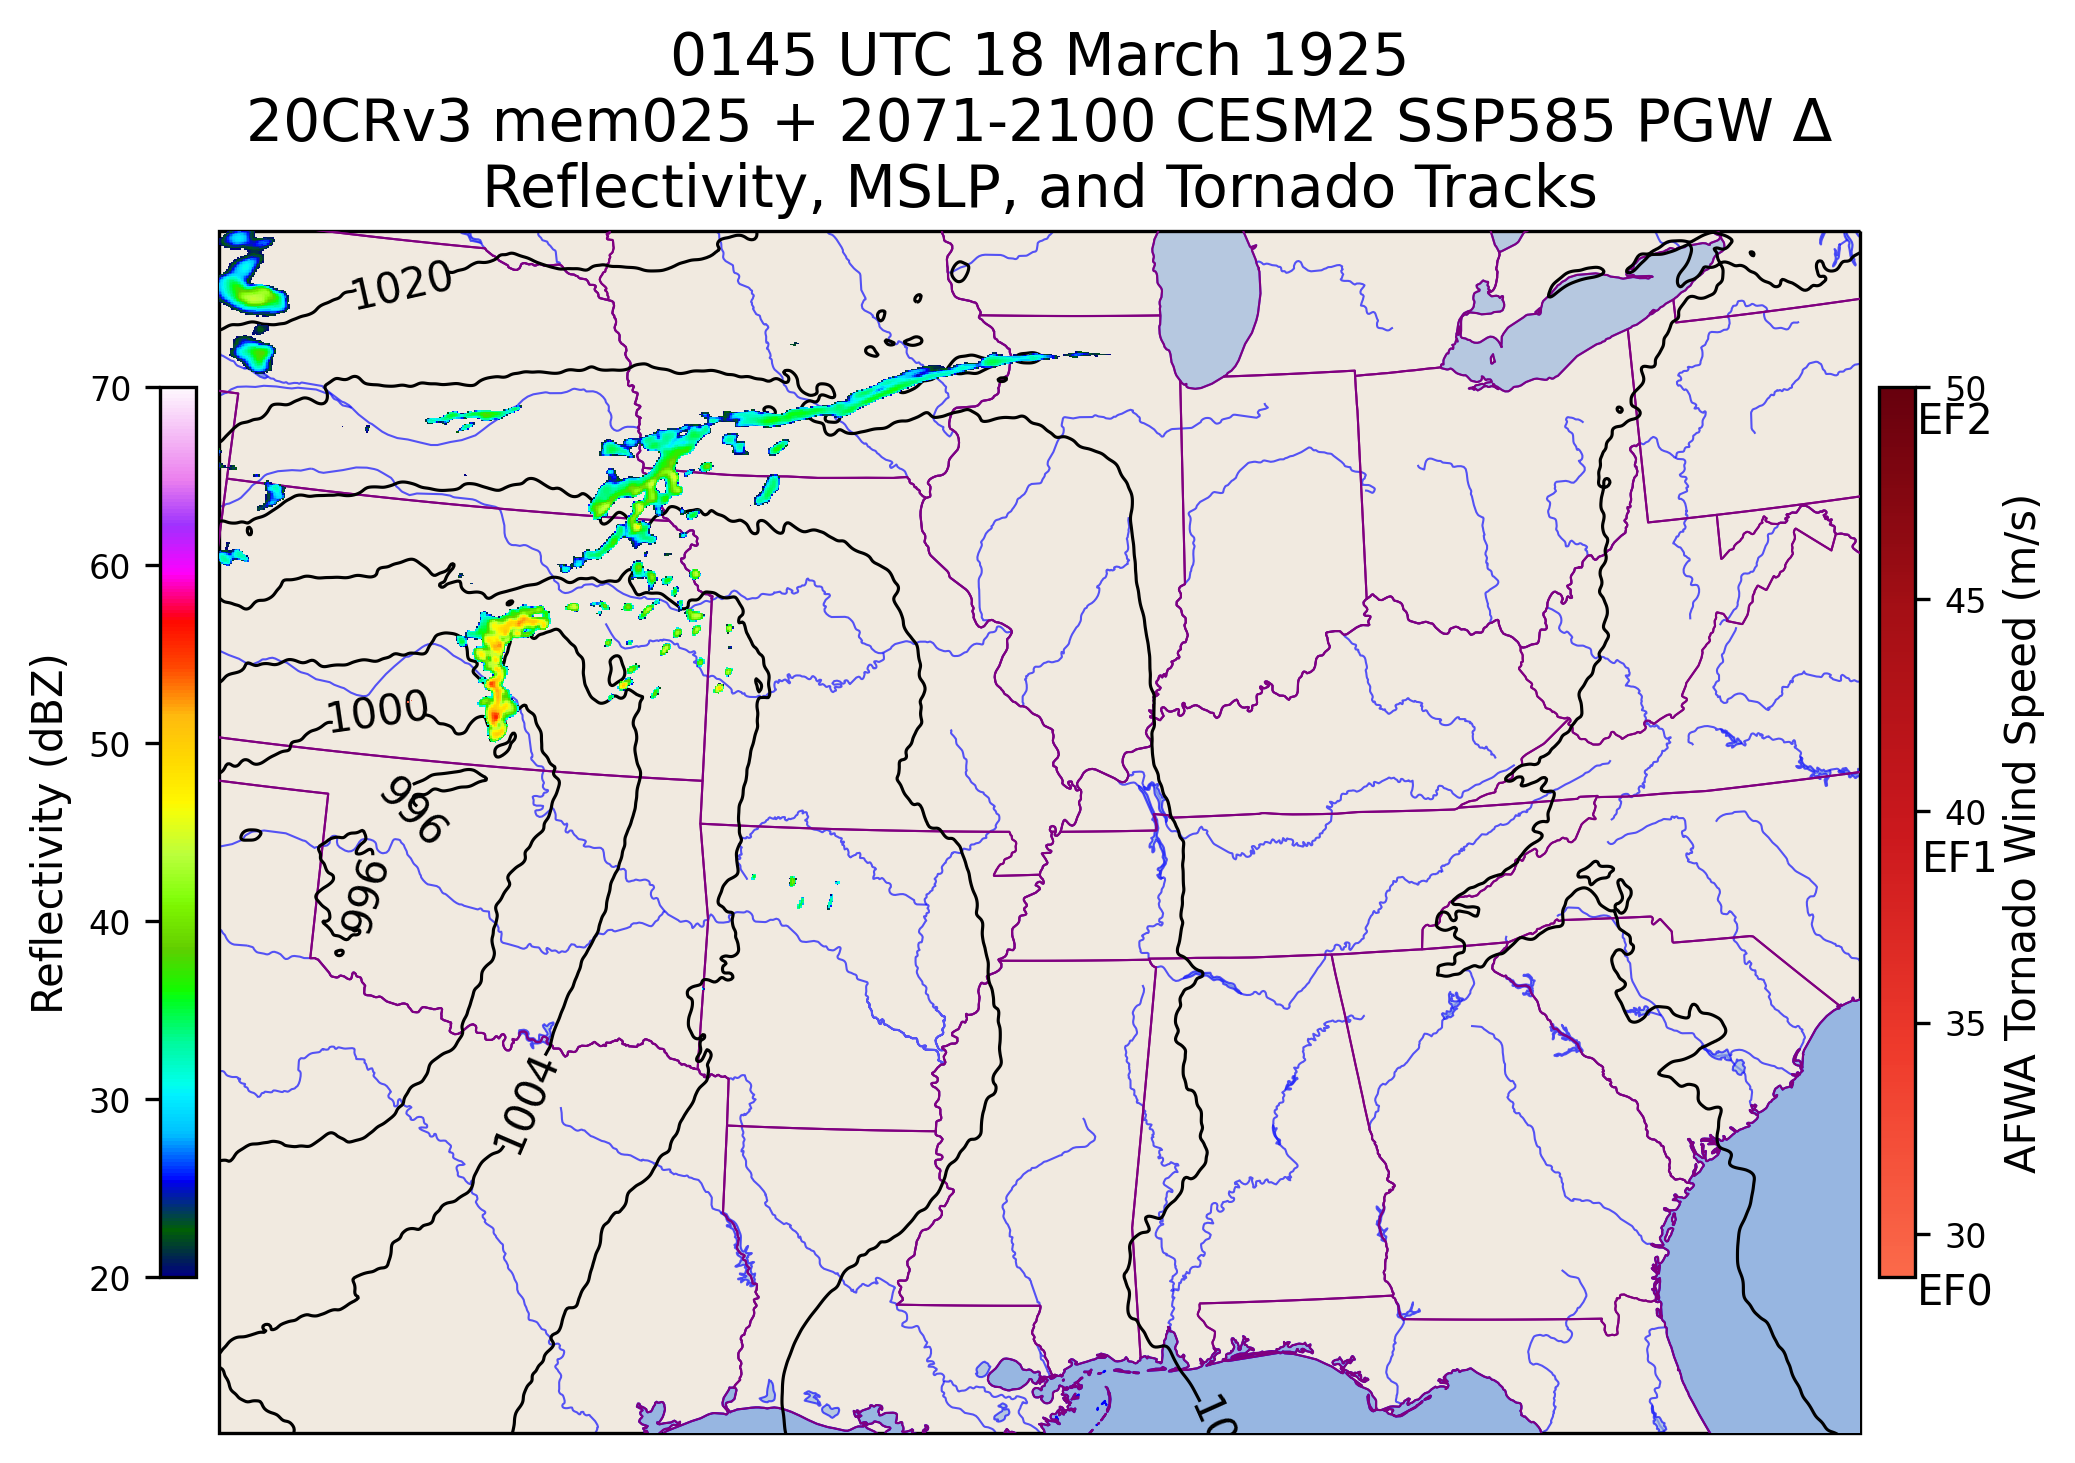 0145 UTC 18 March 1925
20CRv3 mem025 + 2071-2100 CESM2 SSP585 PGW Δ
Reflectivity, MSLP, and Tornado Tracks
1020
1000
996
996
1004
10
Reflectivity (dBZ)
70
60
50
40
30
20
50
EF2
45
40
EF1
35
30
EF0
AFWA Tornado Wind Speed (m/s)